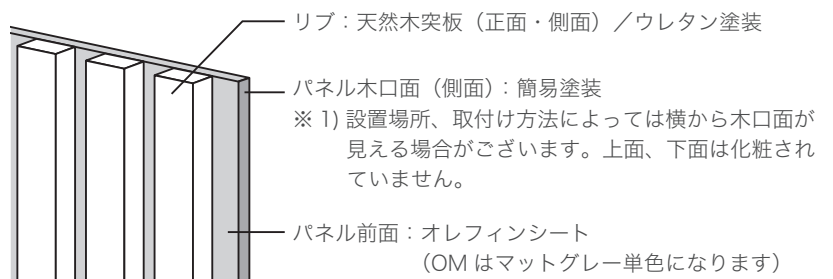 リブ：天然木突板（正面・側面）／ウレタン塗装
パネル木口面（側面）：簡易塗装
※ 1) 設置場所、取付け方法によっては横から木口面が
見える場合がございます。上面、下面は化粧され
ていません。
パネル前面：オレフィンシート
（OM はマットグレー単色になります）